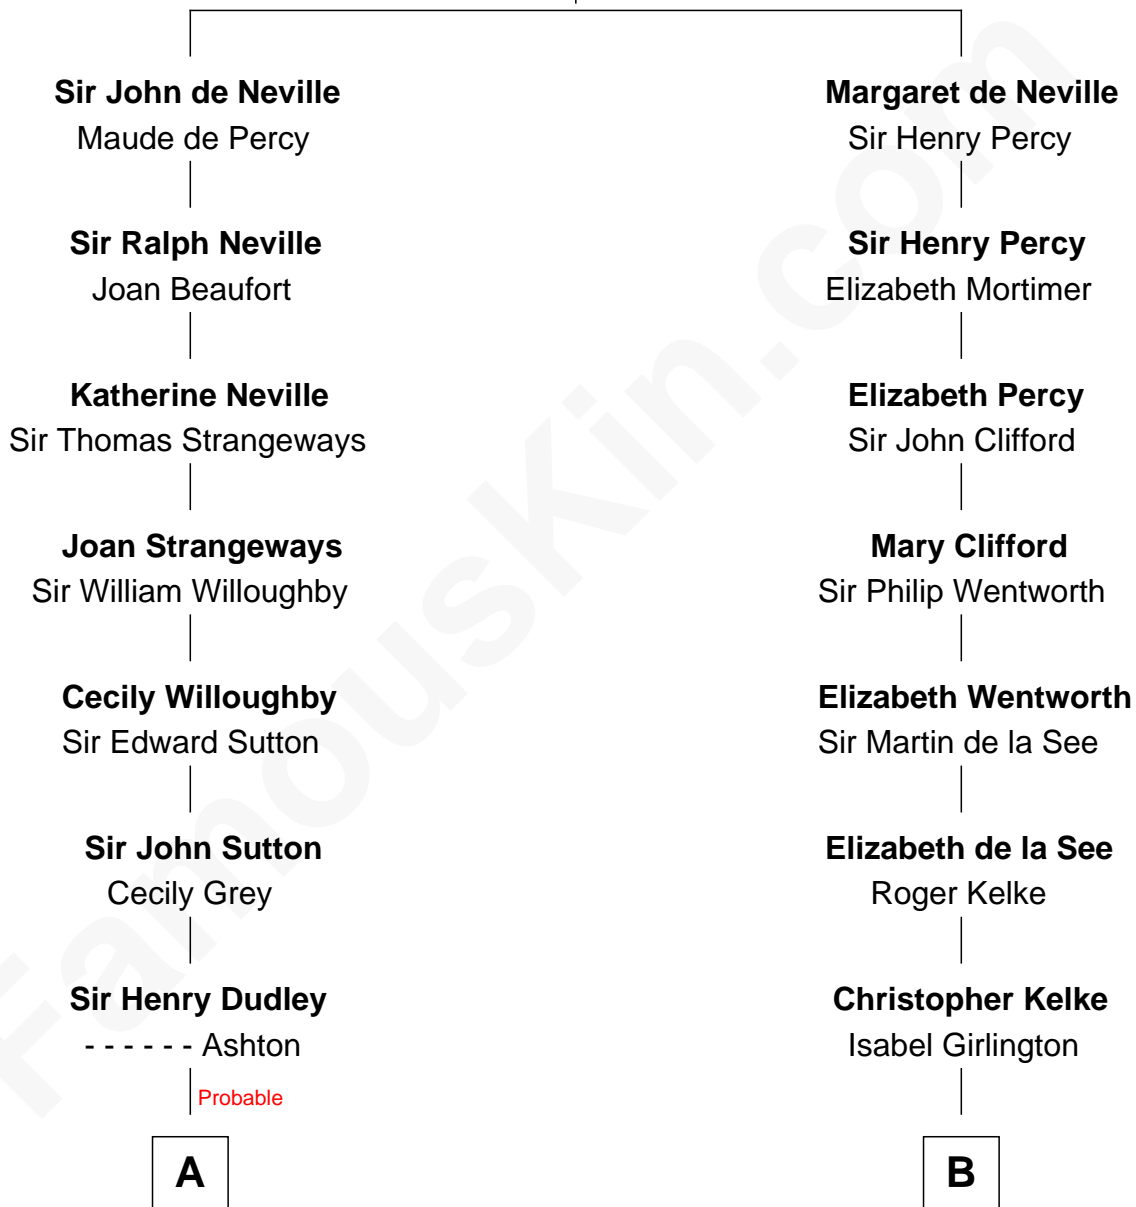 Sir John de Neville
Maude de Percy
Sir Ralph Neville
Joan Beaufort
Katherine Neville
Sir Thomas Strangeways
Joan Strangeways
Sir William Willoughby
Cecily Willoughby
Sir Edward Sutton
Sir John Sutton
Cecily Grey
Sir Henry Dudley
- - - - - - Ashton
Probable
A
Margaret de Neville
Sir Henry Percy
Sir Henry Percy
Elizabeth Mortimer
Elizabeth Percy
Sir John Clifford
Mary Clifford
Sir Philip Wentworth
Elizabeth Wentworth
Sir Martin de la See
Elizabeth de la See
Roger Kelke
Christopher Kelke
Isabel Girlington
B
FamousKin.com